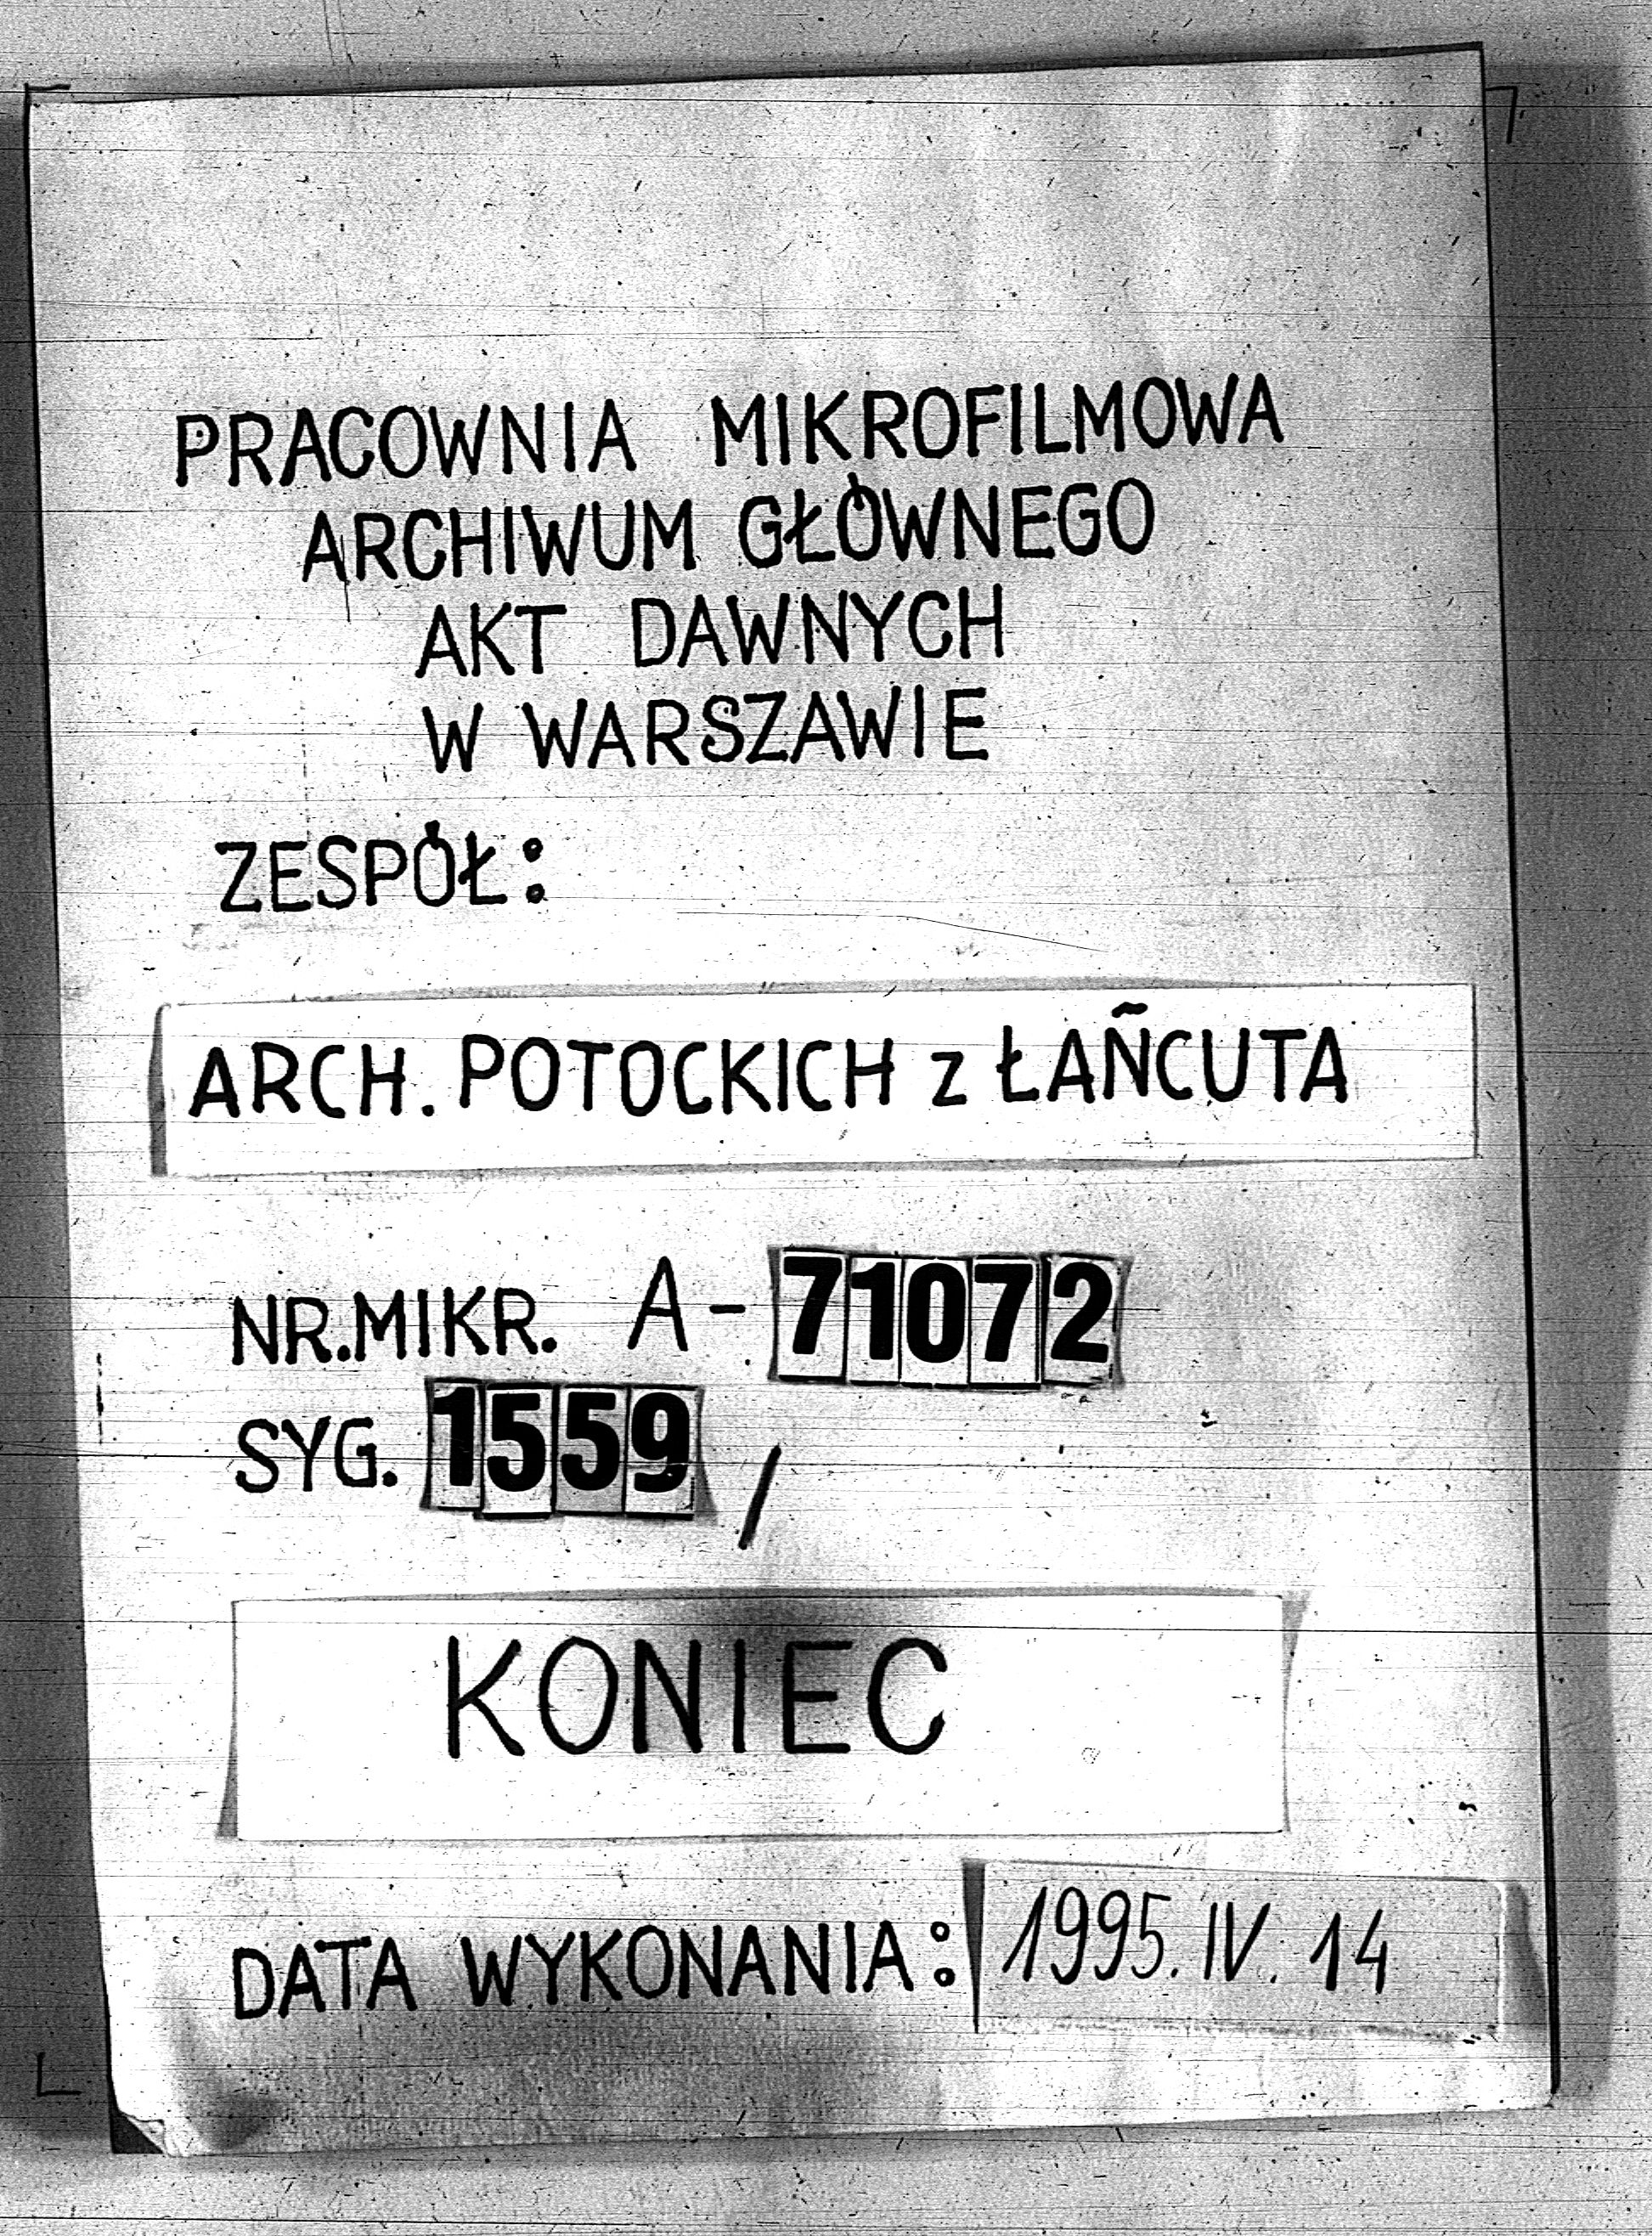 PRACOWNIA MIKROFILMOWA
ARCHIWUM GŁÓWNEGO
AKT DAWNYCH
W WARSZAWIE
ZESPÓŁ:
ARCH. POTOCKICH z ŁAŃCUTA
NR.MIKR. A-71072
SYG. 1559/
KONIEC
DATA WYKONANIA: 1995.IV.14